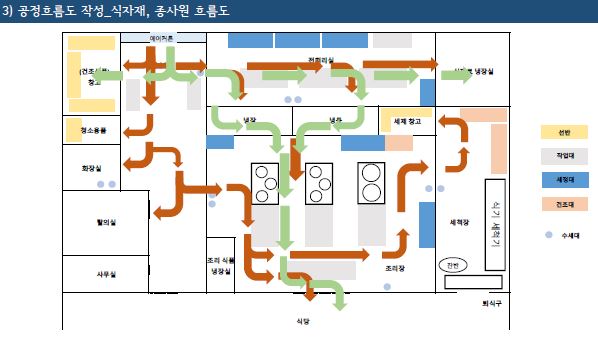 3) 공정흐름도 작성_식자재, 종사원 흐름도
에어커튼
전처리실
냉장실
(건조식품)
창고
냉장
냉동
세제 창고
청소용품
화장실
탈의실
사무실
조리 식품
냉장실
조리장
세척장
식기 세척기
잔반
퇴식구
식당
선반
작업대
세정대
건조대
수세대